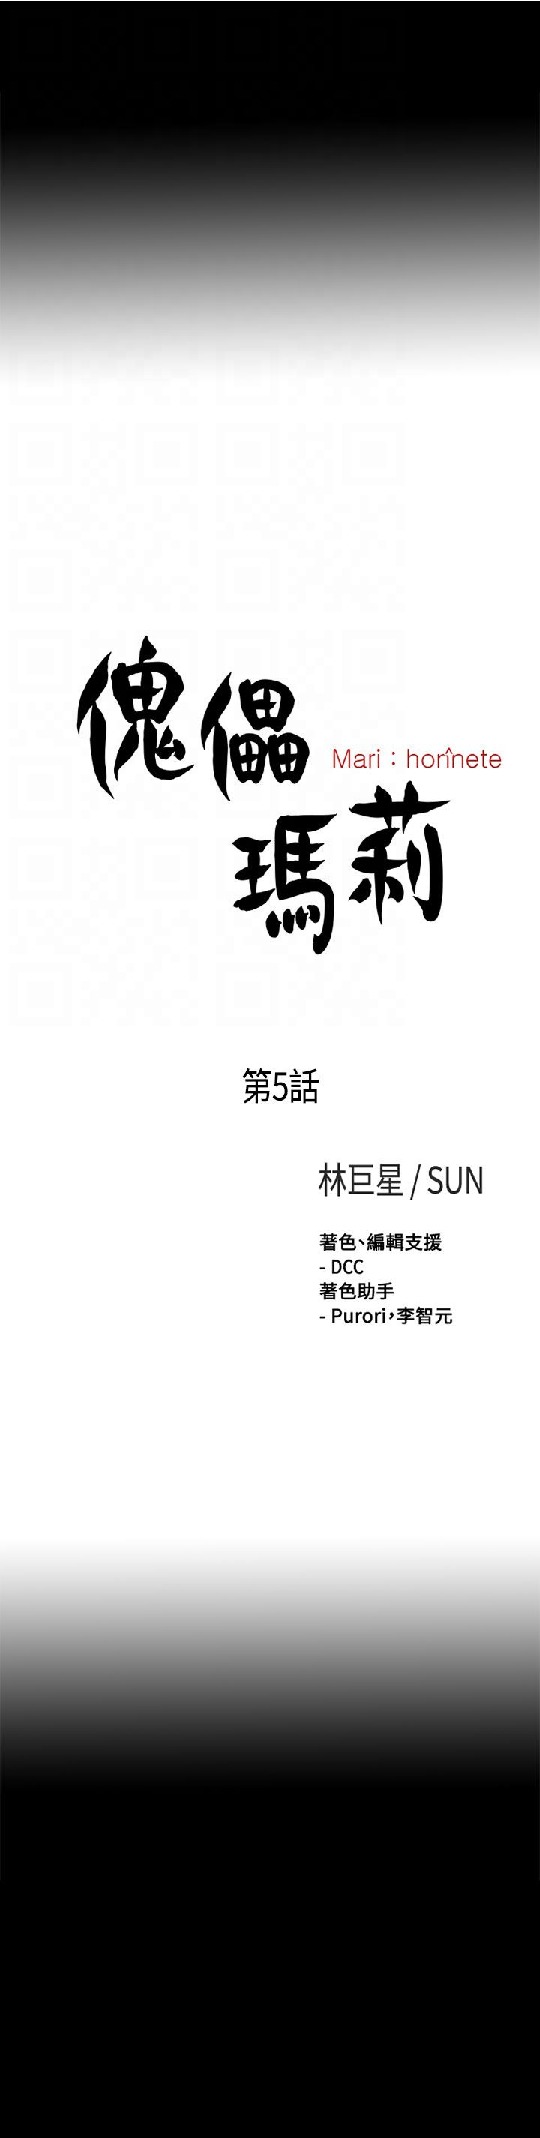 傀儡
Mari : horînete
瑪莉
第5話
林巨星 / SUN
著色、編輯支援
- DCC
著色助手
- Purori，李智元